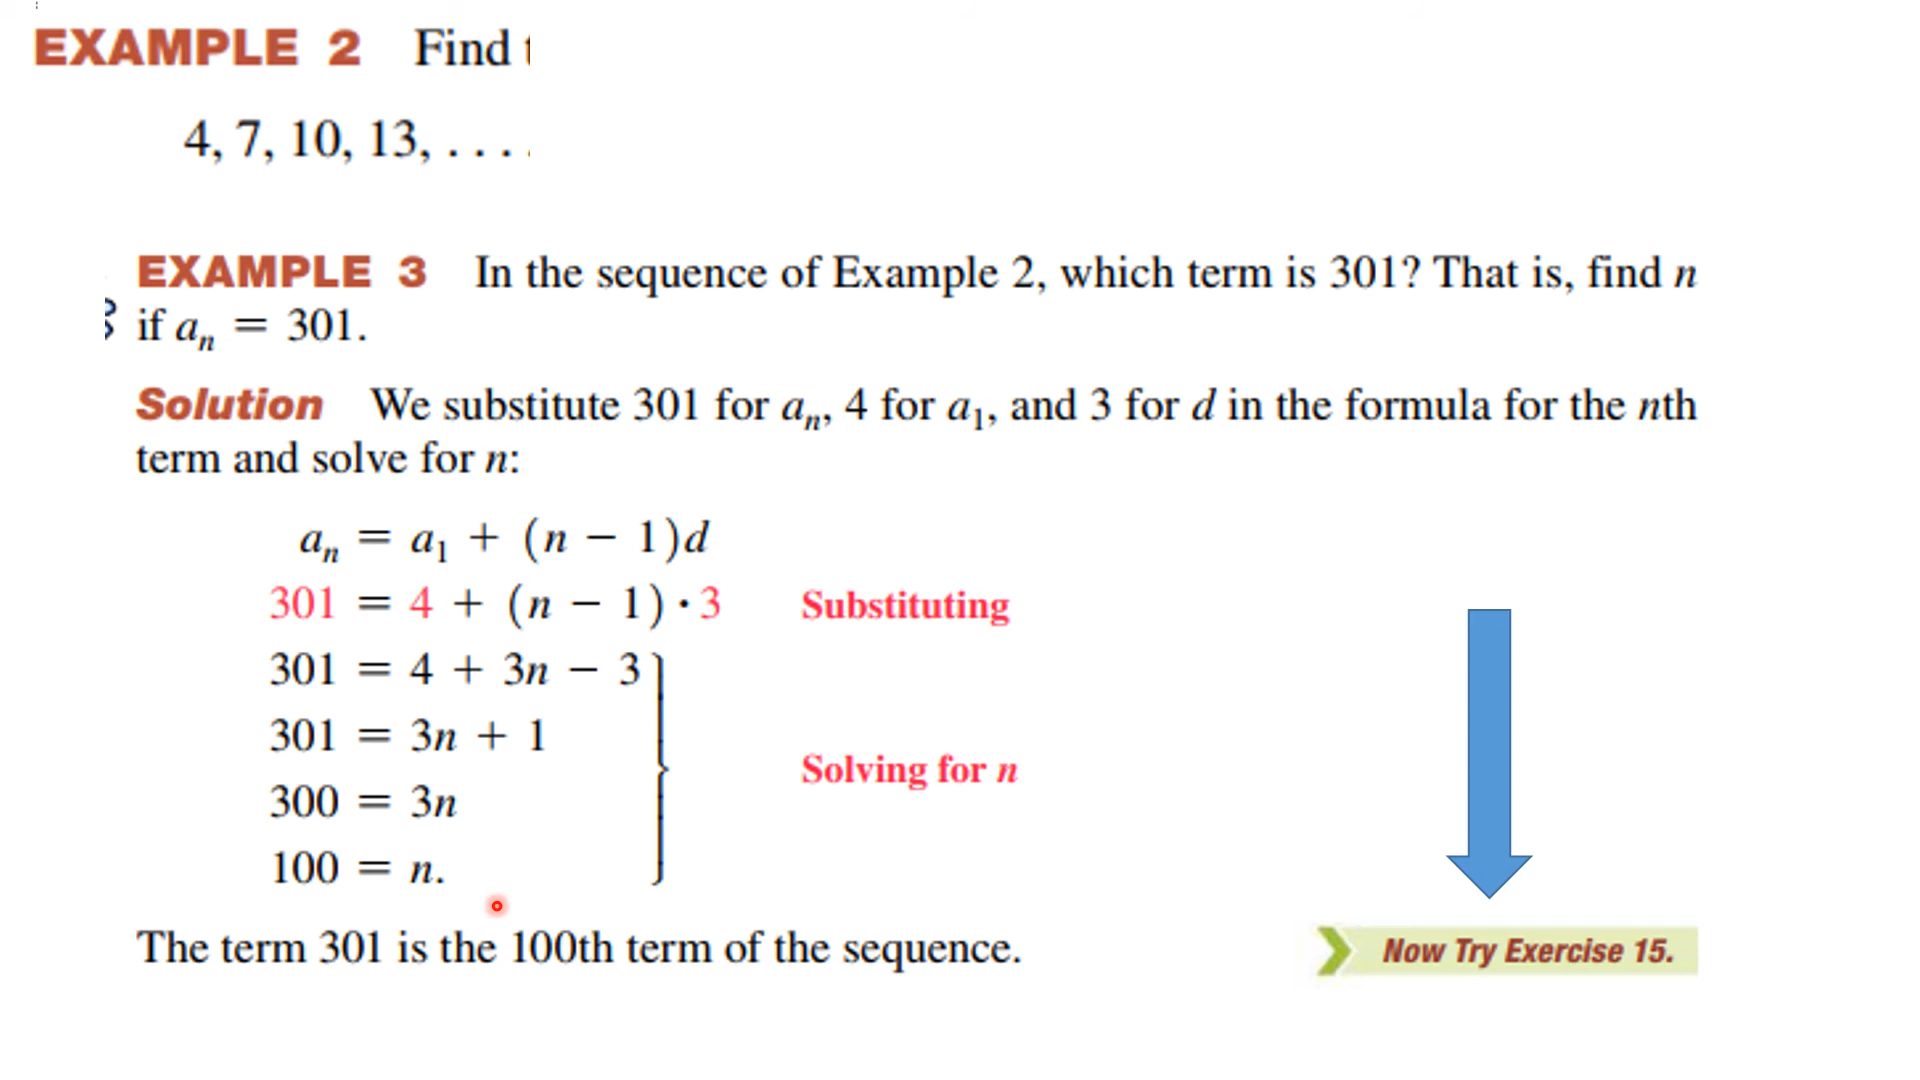 EXAMPLE 2 Find
4, 7, 10, 13, . . . .
EXAMPLE 3 In the sequence of Example 2, which term is 301? That is, find n
if aₙ = 301.
Solution We substitute 301 for aₙ, 4 for a₁, and 3 for d in the formula for the nth
term and solve for n:
aₙ = a₁ + (n − 1)d
301 = 4 + (n − 1) · 3 Substituting
301 = 4 + 3n − 3
301 = 3n + 1
Solving for n
300 = 3n
100 = n.
The term 301 is the 100th term of the sequence.
Now Try Exercise 15.